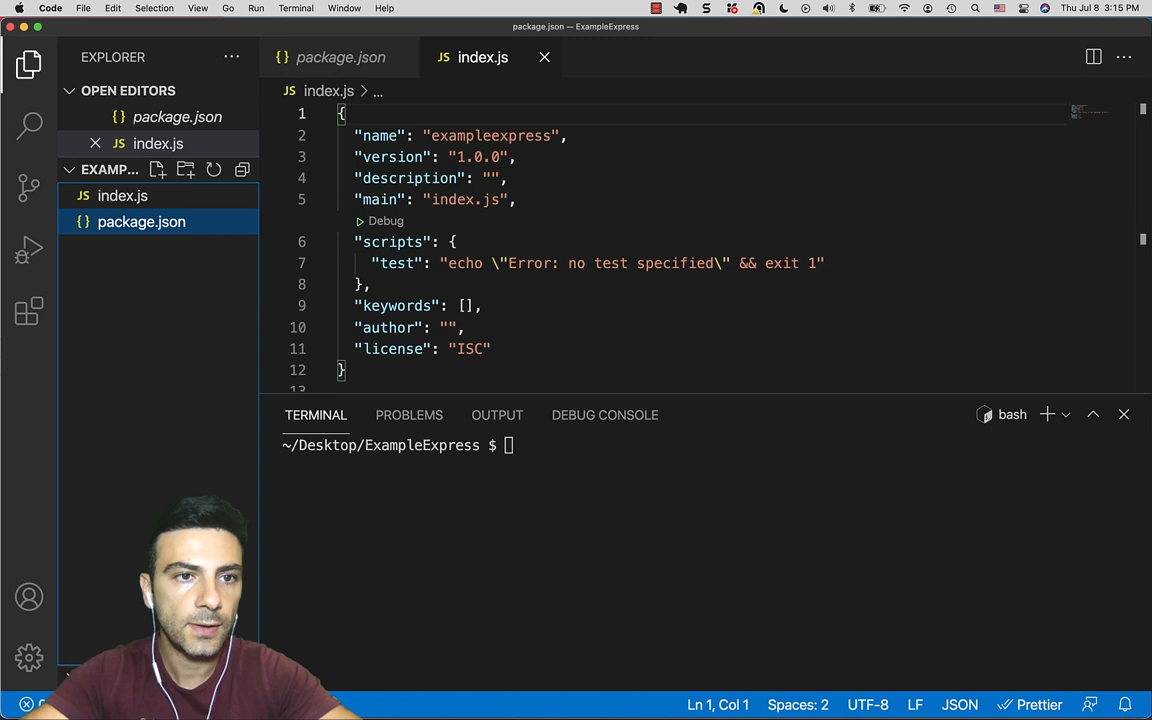 Code File Edit Selection View Go Run Terminal Window Help Thu Jul 8 3:15 PM
package.json — ExampleExpress
EXPLORER
OPEN EDITORS
{} package.json
JS index.js
EXAMP...
JS index.js
{} package.json
{} package.json
JS index.js
JS index.js > ...
1 {
2 "name": "exampleexpress",
3 "version": "1.0.0",
4 "description": "",
5 "main": "index.js",
Debug
6 "scripts": {
7 "test": "echo \"Error: no test specified\" && exit 1"
8 },
9 "keywords": [],
10 "author": "",
11 "license": "ISC"
12 }
13
TERMINAL PROBLEMS OUTPUT DEBUG CONSOLE
bash
~/Desktop/ExampleExpress $
Ln 1, Col 1 Spaces: 2 UTF-8 LF JSON Prettier